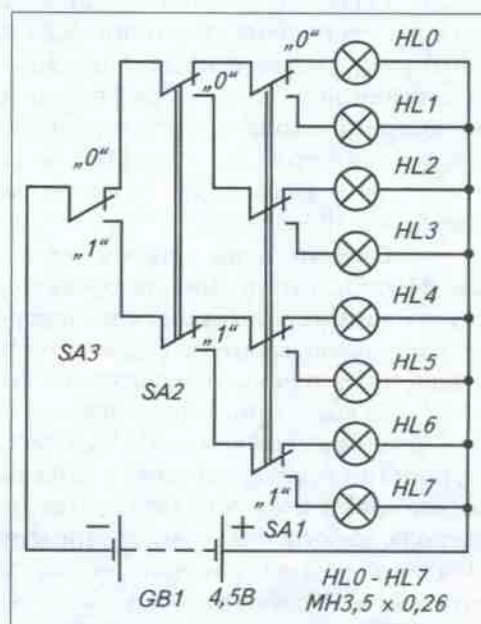 „0“ HL0
„0“
HL1
„0“ HL2
HL3
„1“ HL4
SA3 SA2 „1“ HL5
HL6
„1“ HL7
− + SA1
GB1 4,5В HL0 - HL7
МН3,5 х 0,26